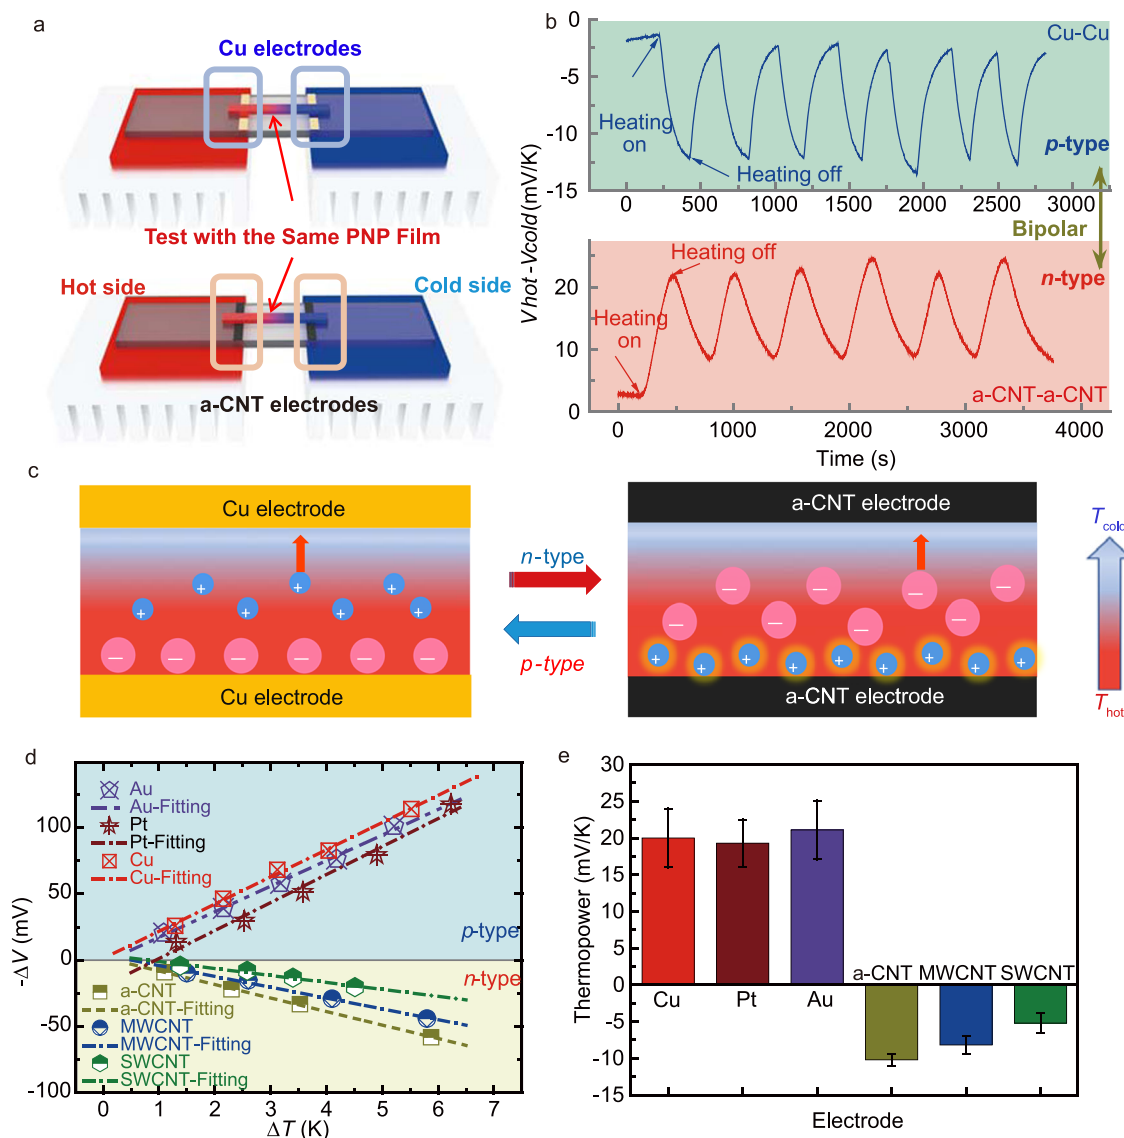 a
Cu electrodes
Test with the Same PNP Film
Hot side
Cold side
a-CNT electrodes
b
Vhot -Vcold (mV/K)
0
-5
-10
-15
Cu-Cu
Heating
on
Heating off
p-type
0 500 1000 1500 2000 2500 3000
Bipolar
20
10
0
Heating off
n-type
Heating
on
a-CNT-a-CNT
0 1000 2000 3000 4000
Time (s)
c
Cu electrode
+ + + +
+ + + +
− − − − − −
Cu electrode
n-type
p-type
a-CNT electrode
− − −
− − −
+ + + + + + + + +
a-CNT electrode
Tcold
Thot
d
-ΔV (mV)
100
50
0
-50
-100
Au
Au-Fitting
Pt
Pt-Fitting
Cu
Cu-Fitting
p-type
n-type
a-CNT
a-CNT-Fitting
MWCNT
MWCNT-Fitting
SWCNT
SWCNT-Fitting
0 1 2 3 4 5 6 7
ΔT (K)
e
Thermopower (mV/K)
30
25
20
15
10
5
0
-5
-10
-15
a-CNT MWCNT SWCNT
Cu Pt Au
Electrode